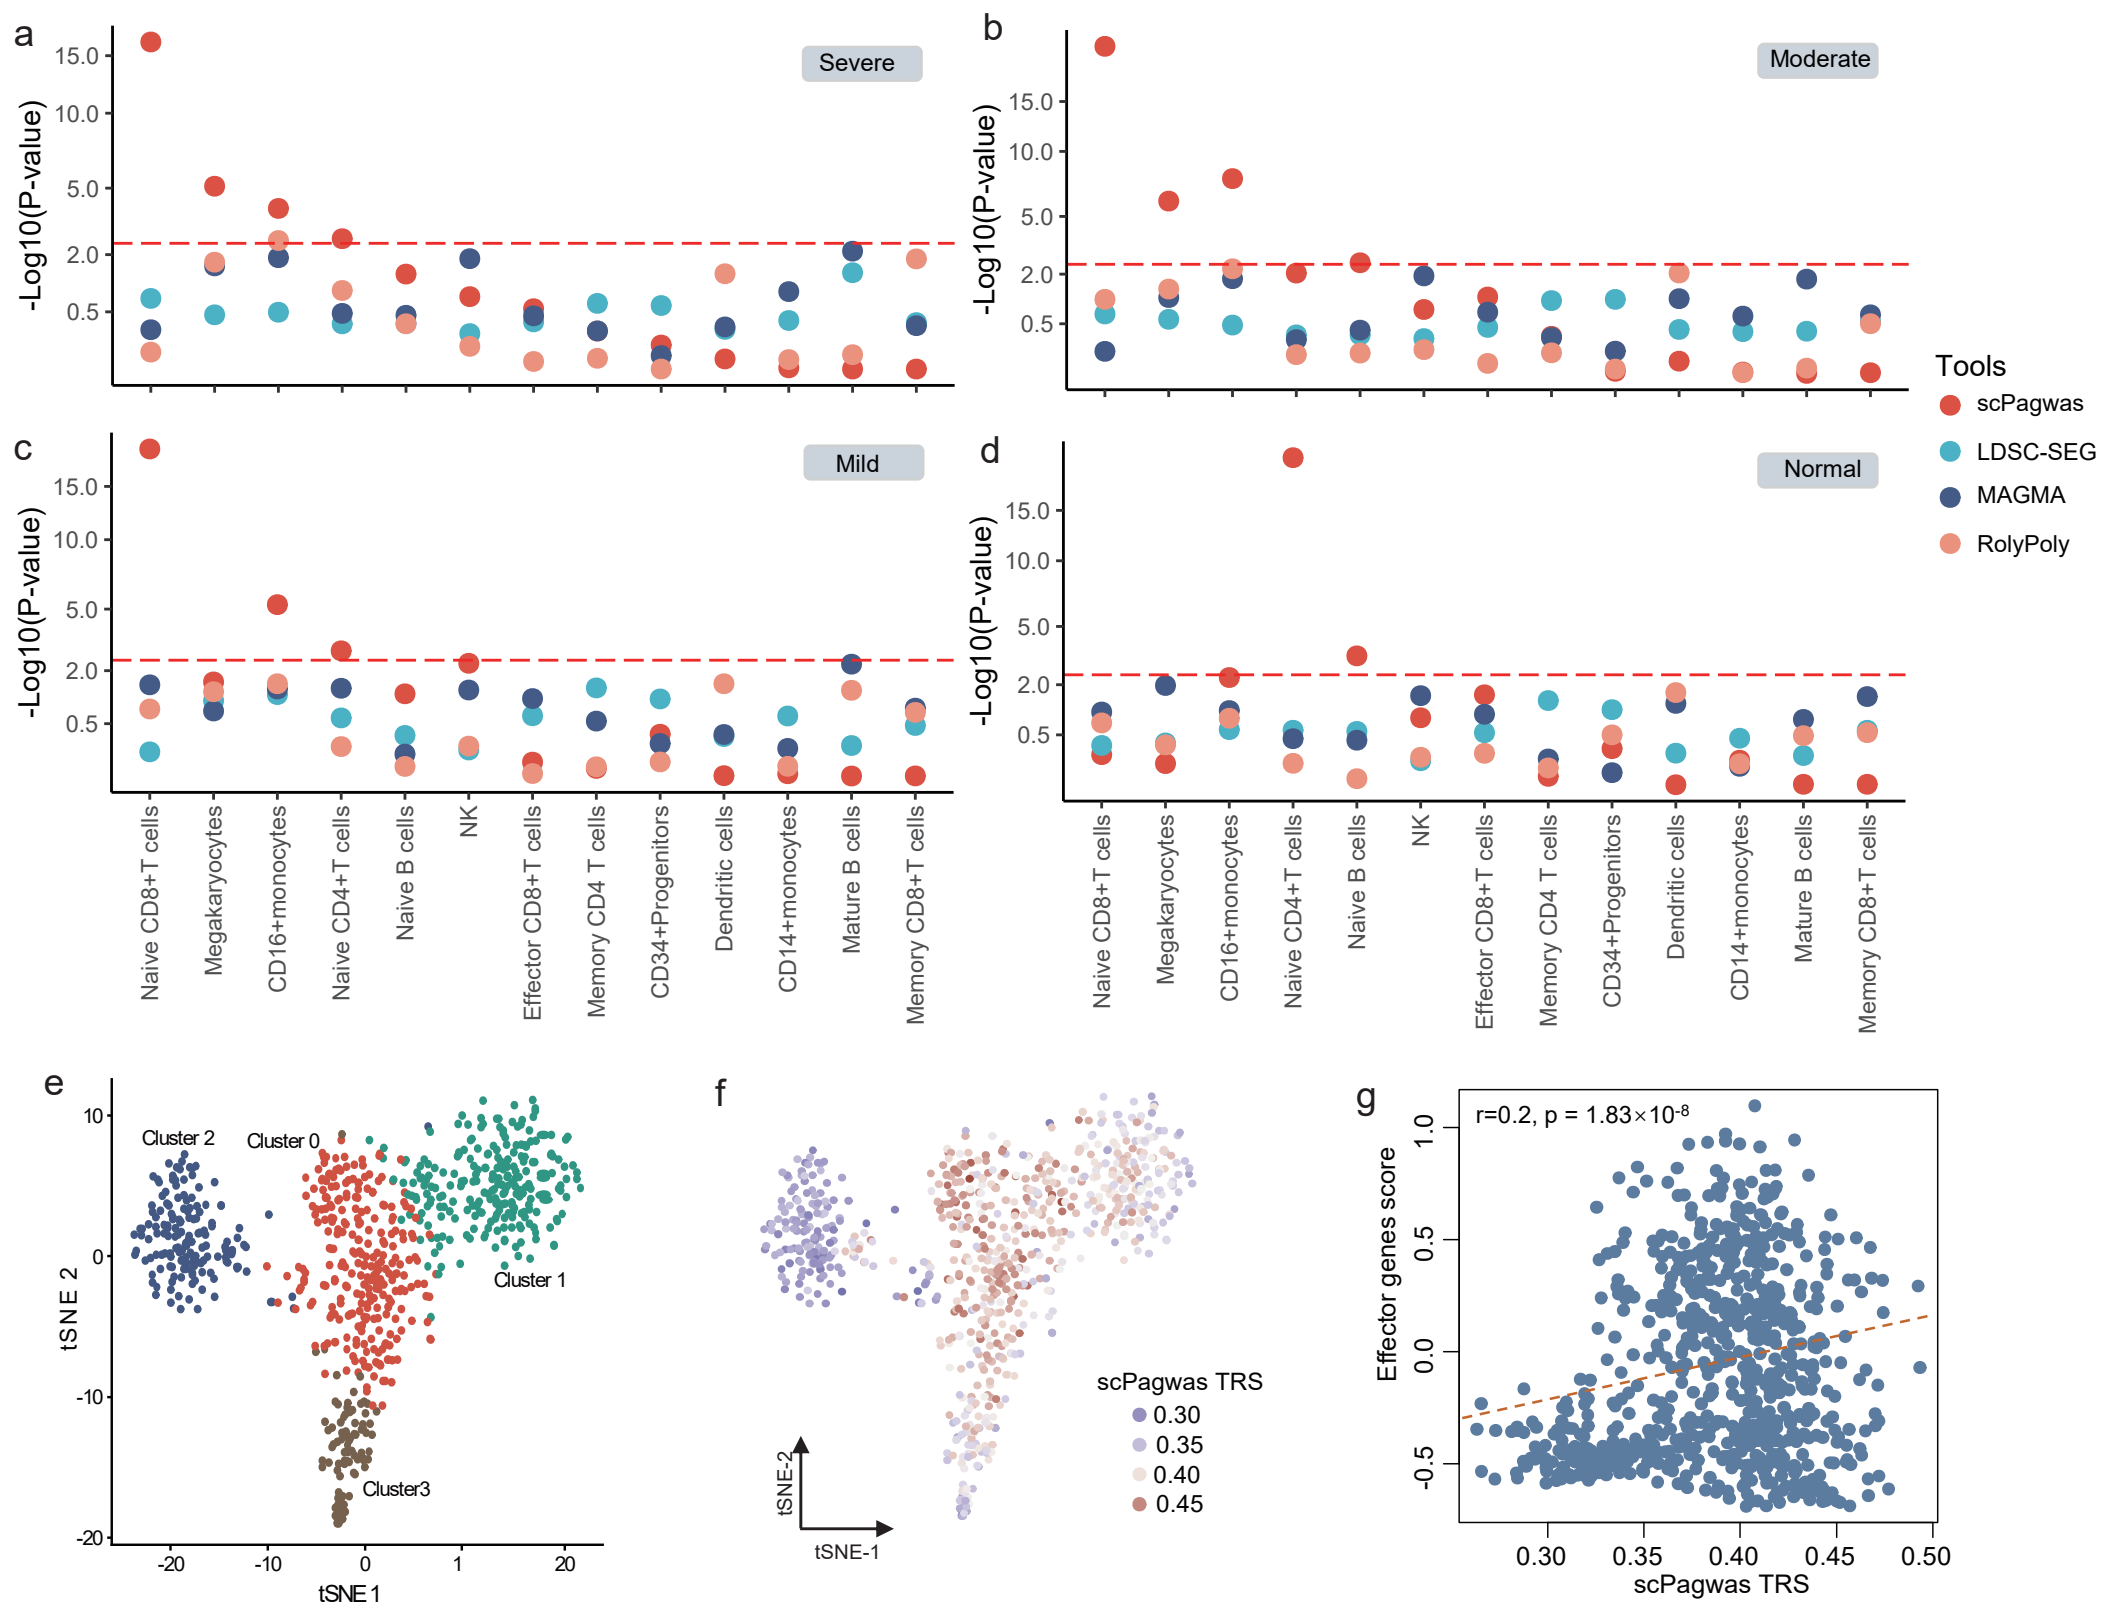 a
15.0
10.0
5.0
2.0
0.5
-Log10(P-value)
Severe
b
15.0
10.0
5.0
2.0
0.5
-Log10(P-value)
Moderate
c
15.0
10.0
5.0
2.0
0.5
-Log10(P-value)
Mild
Naive CD8+T cells
Megakaryocytes
CD16+monocytes
Naive CD4+T cells
Naive B cells
NK
Effector CD8+T cells
Memory CD4 T cells
CD34+Progenitors
Dendritic cells
CD14+monocytes
Mature B cells
Memory CD8+T cells
d
15.0
10.0
5.0
2.0
0.5
-Log10(P-value)
Normal
Naive CD8+T cells
Megakaryocytes
CD16+monocytes
Naive CD4+T cells
Naive B cells
NK
Effector CD8+T cells
Memory CD4 T cells
CD34+Progenitors
Dendritic cells
CD14+monocytes
Mature B cells
Memory CD8+T cells
Tools
scPagwas
LDSC-SEG
MAGMA
RolyPoly
e
10
0
-10
-20
tSNE 2
Cluster 2
Cluster 0
Cluster 1
Cluster3
-20
-10
0
1
20
tSNE1
f
scPagwas TRS
0.30
0.35
0.40
0.45
tSNE-2
tSNE-1
g
r=0.2, p = 1.83×10⁻⁸
1.0
0.5
0.0
-0.5
Effector genes score
0.30
0.35
0.40
0.45
0.50
scPagwas TRS